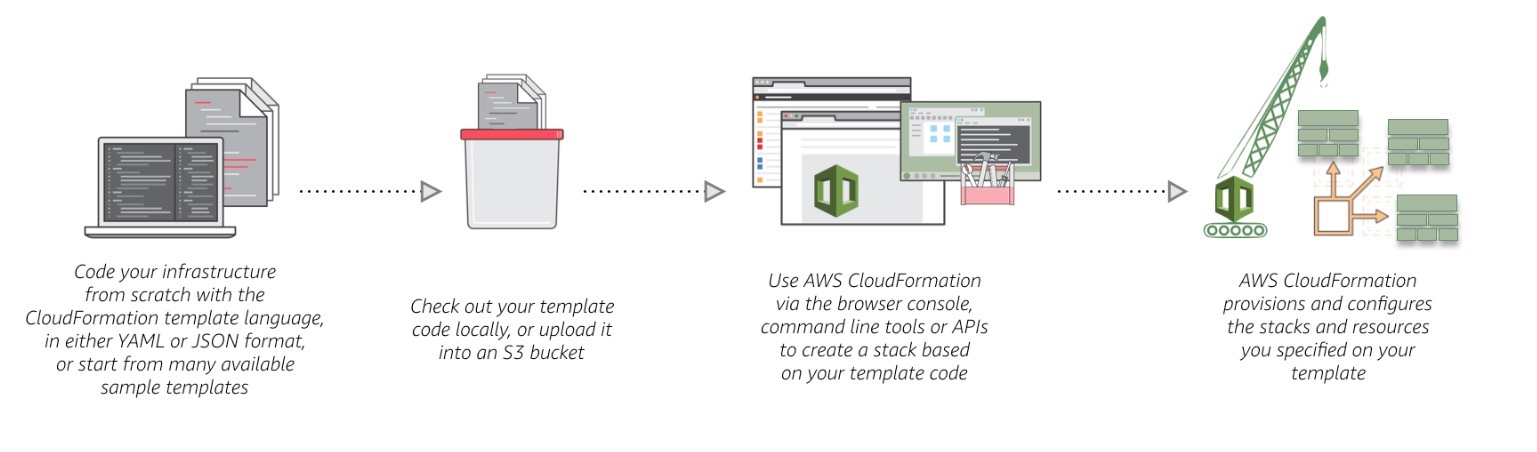 Code your infrastructure
from scratch with the
CloudFormation template language,
in either YAML or JSON format,
or start from many available
sample templates
Check out your template
code locally, or upload it
into an S3 bucket
Use AWS CloudFormation
via the browser console,
command line tools or APIs
to create a stack based
on your template code
AWS CloudFormation
provisions and configures
the stacks and resources
you specified on your
template